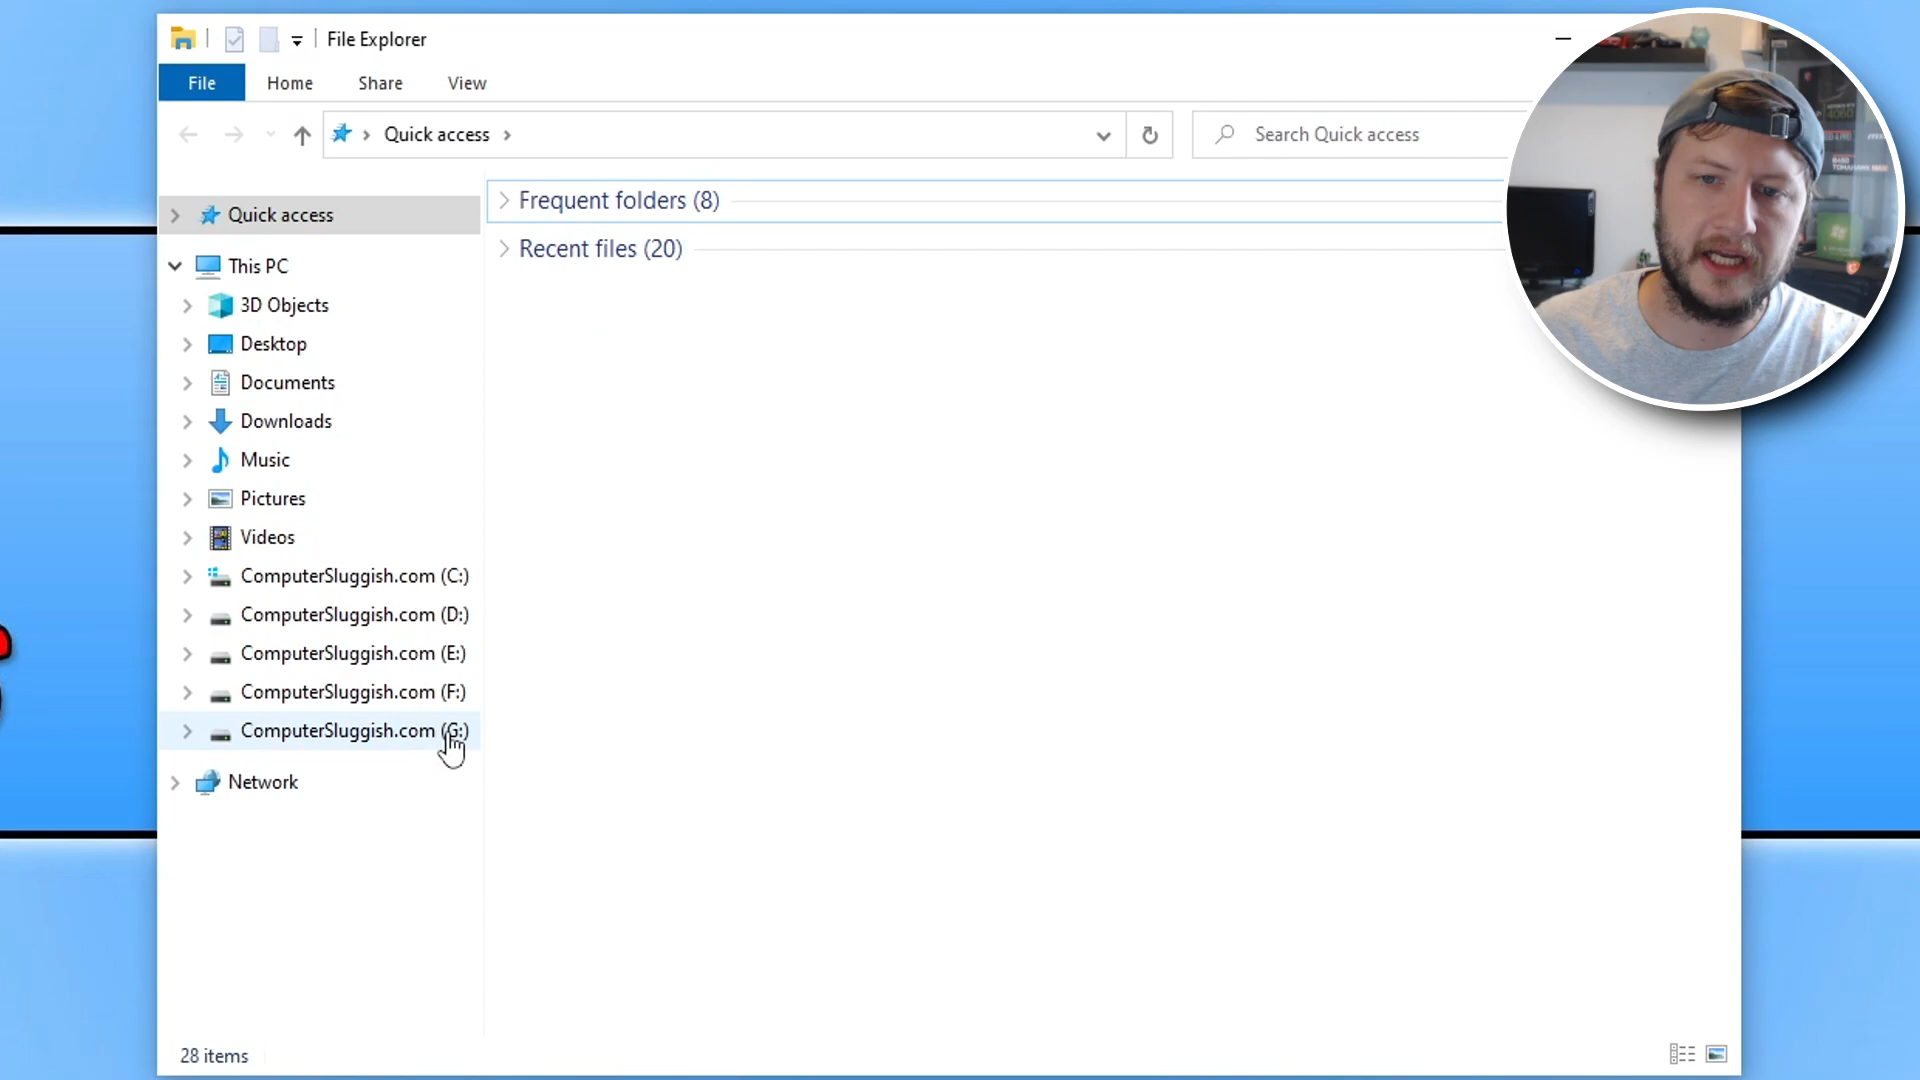 File Explorer
File Home Share View
Quick access
Search Quick access
Quick access
This PC
3D Objects
Desktop
Documents
Downloads
Music
Pictures
Videos
ComputerSluggish.com (C:)
ComputerSluggish.com (D:)
ComputerSluggish.com (E:)
ComputerSluggish.com (F:)
ComputerSluggish.com (G:)
Network
Frequent folders (8)
Recent files (20)
28 items